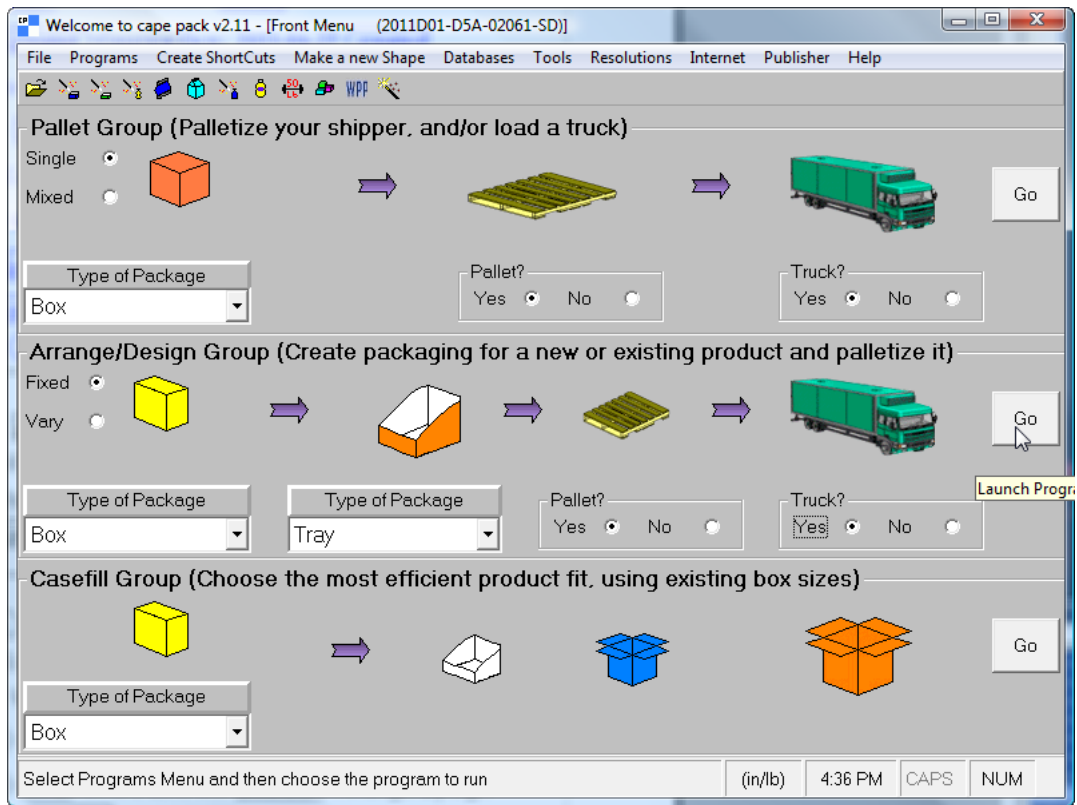 CP Welcome to cape pack v2.11 - [Front Menu (2011D01-D5A-02061-SD)]
File Programs Create ShortCuts Make a new Shape Databases Tools Resolutions Internet Publisher Help
50 LB WPP
Pallet Group (Palletize your shipper, and/or load a truck)
Single
Mixed
Go
Type of Package
Box
Pallet?
Yes No
Truck?
Yes No
Arrange/Design Group (Create packaging for a new or existing product and palletize it)
Fixed
Vary
Go
Launch Progra
Type of Package
Box
Type of Package
Tray
Pallet?
Yes No
Truck?
Yes No
Casefill Group (Choose the most efficient product fit, using existing box sizes)
Go
Type of Package
Box
Select Programs Menu and then choose the program to run (in/lb) 4:36 PM CAPS NUM